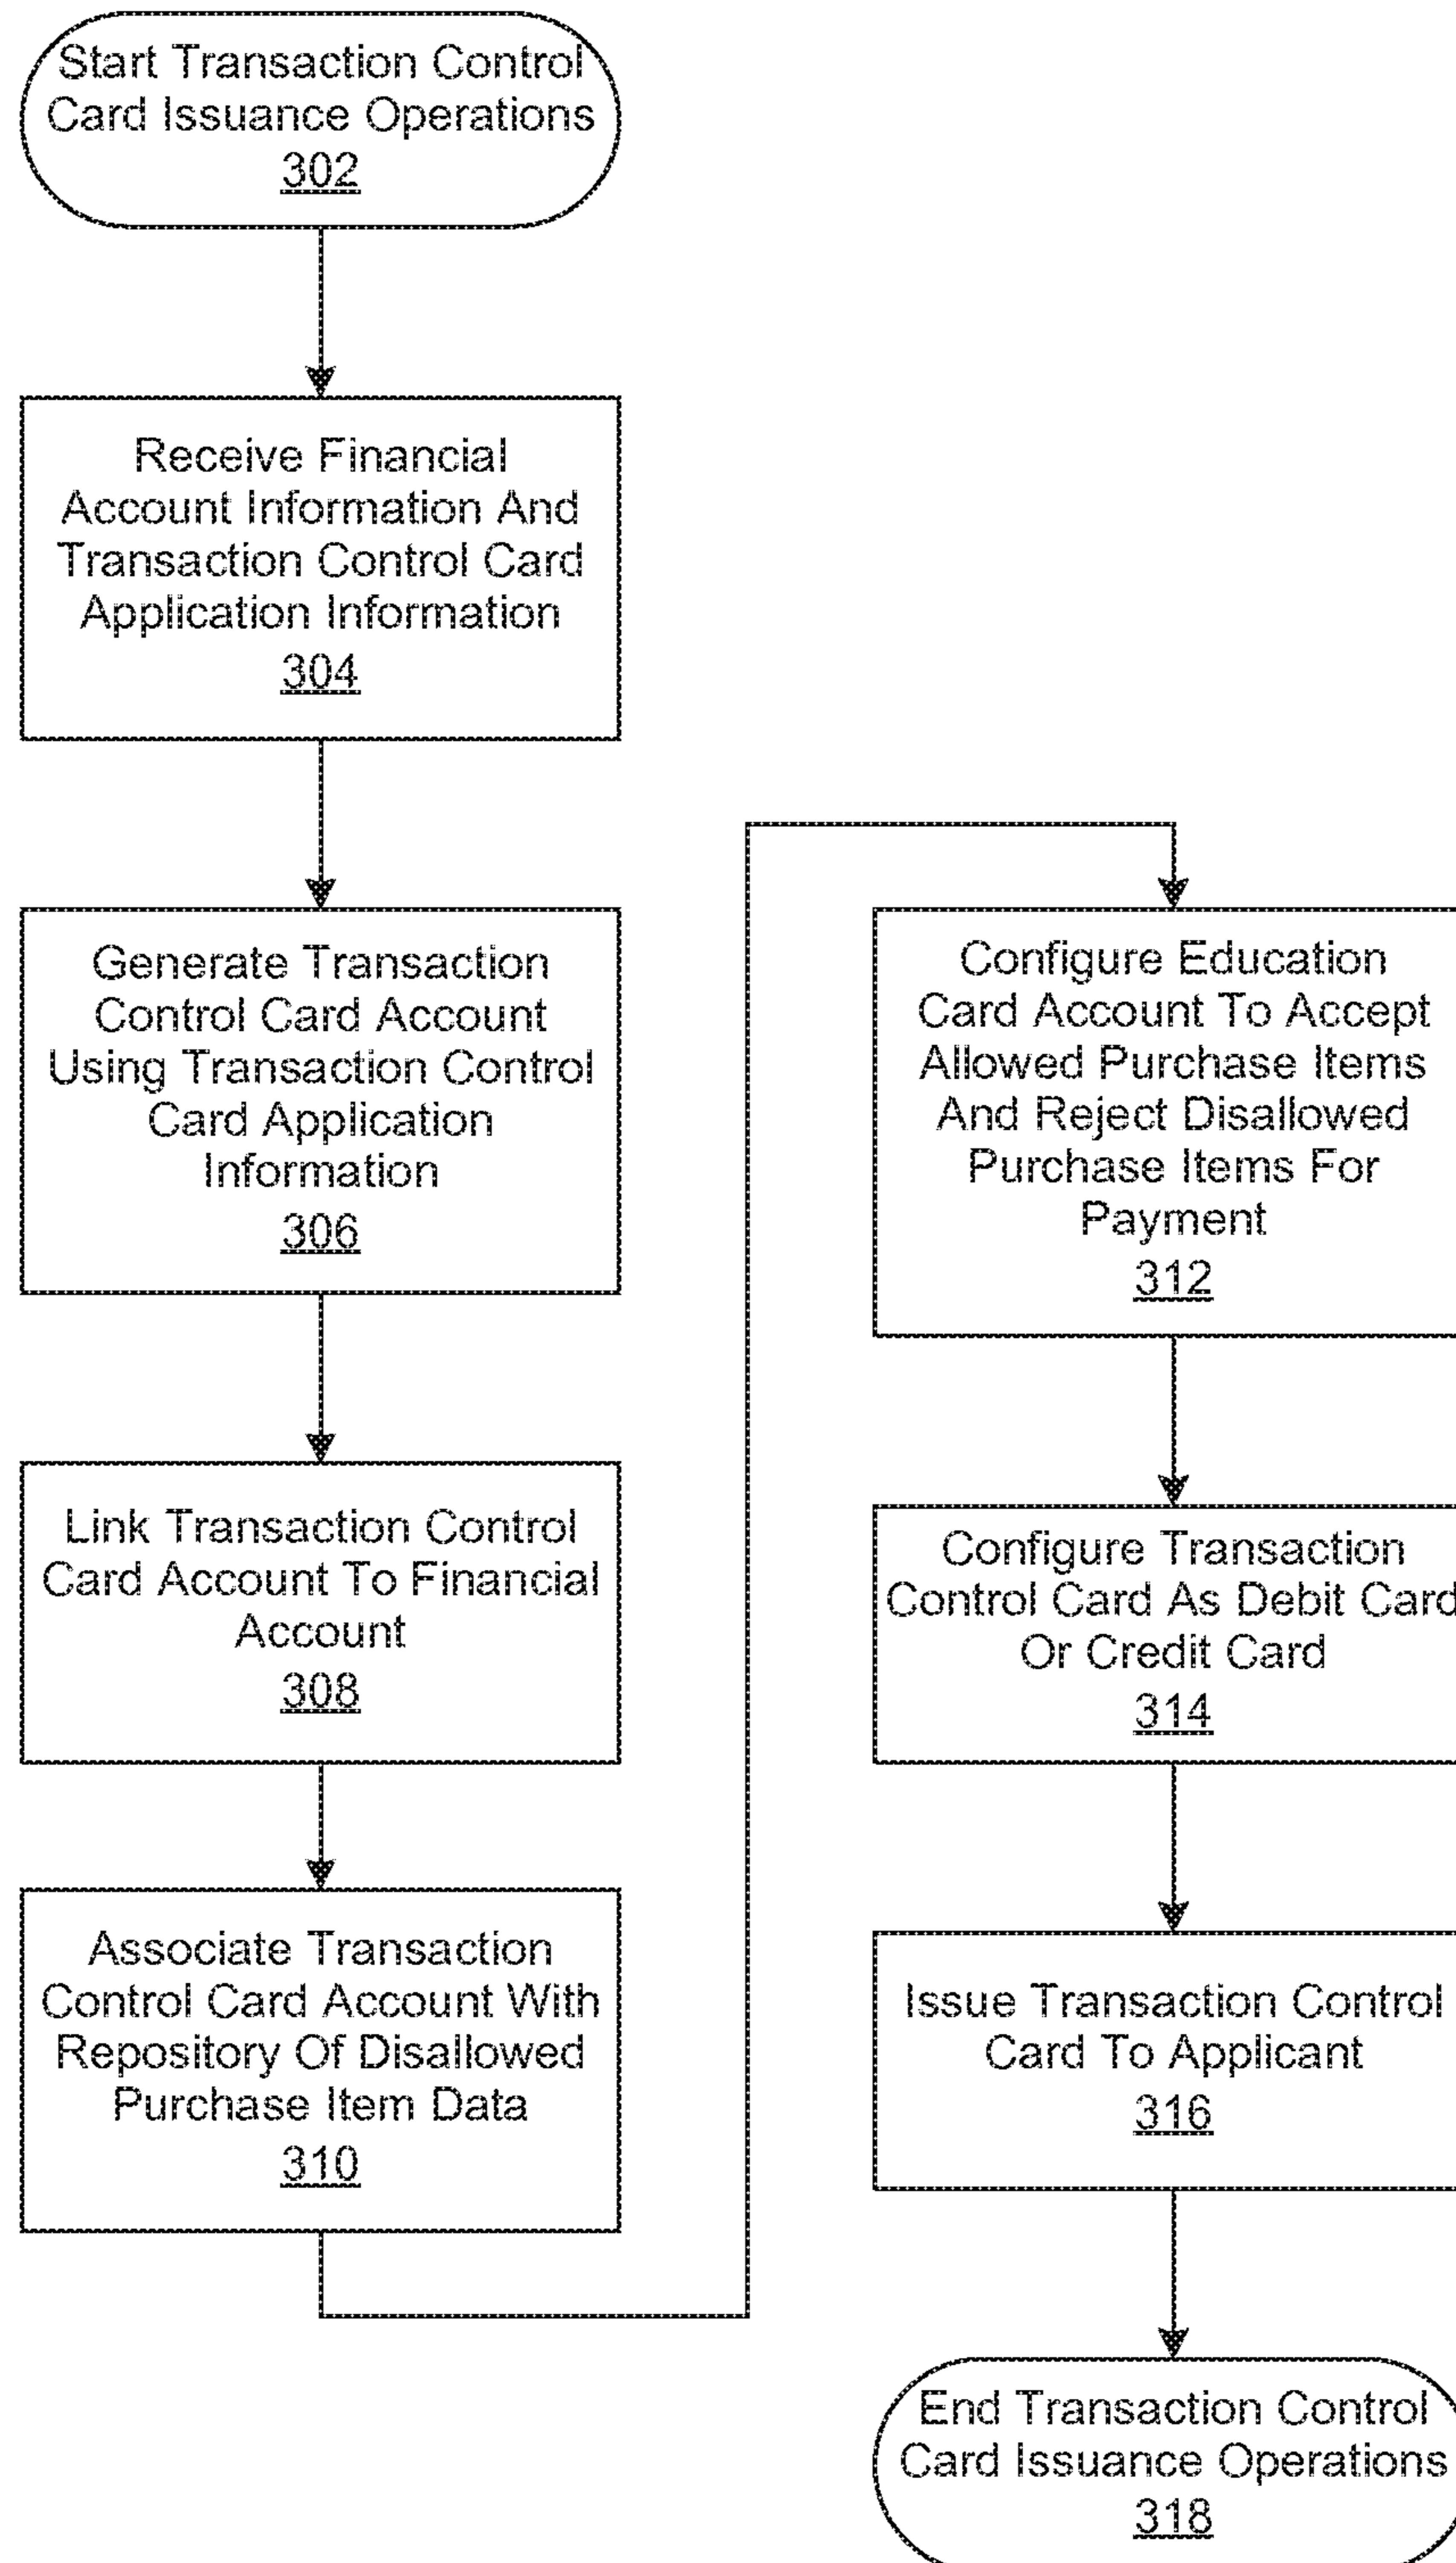 Start Transaction Control
Card Issuance Operations
302
Receive Financial
Account Information And
Transaction Control Card
Application Information
304
Generate Transaction
Control Card Account
Using Transaction Control
Card Application
Information
306
Link Transaction Control
Card Account To Financial
Account
308
Associate Transaction
Control Card Account With
Repository Of Disallowed
Purchase Item Data
310
Configure Education
Card Account To Accept
Allowed Purchase Items
And Reject Disallowed
Purchase Items For
Payment
312
Configure Transaction
Control Card As Debit Card
Or Credit Card
314
Issue Transaction Control
Card To Applicant
316
End Transaction Control
Card Issuance Operations
318